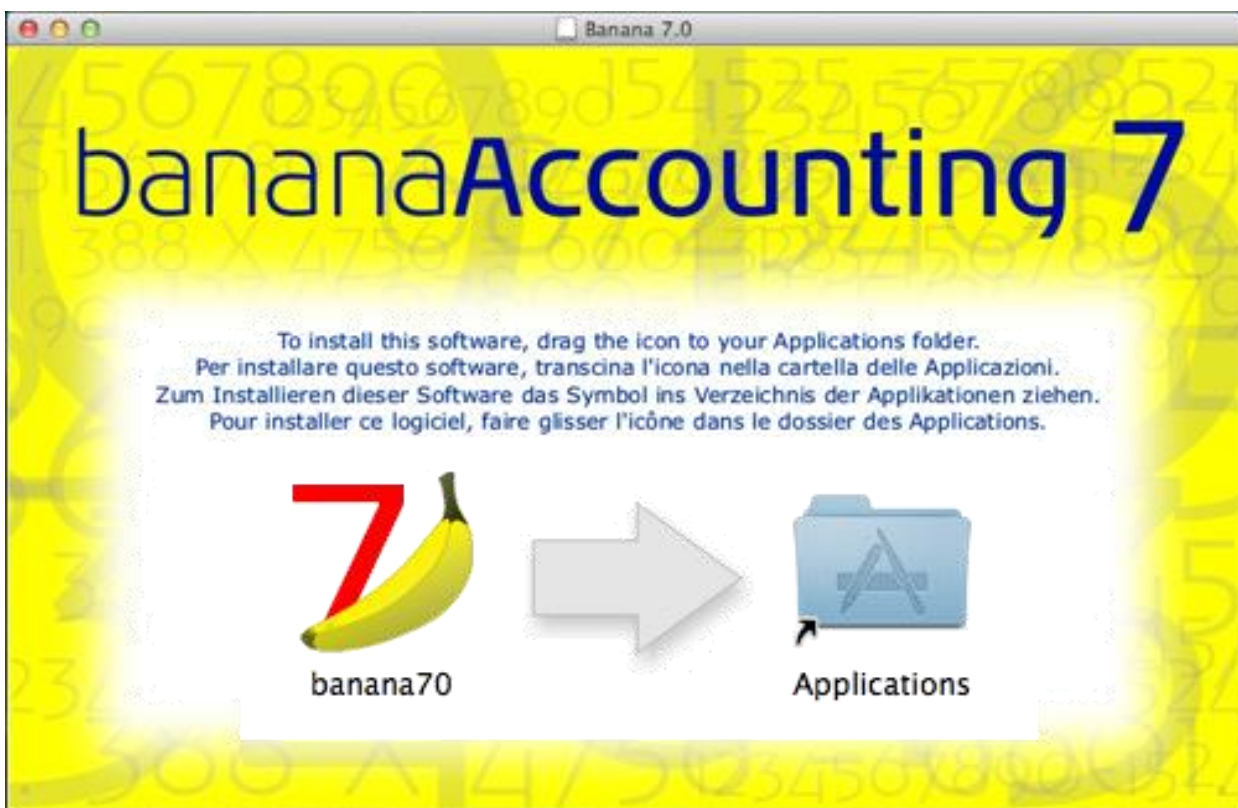 Banana 7.0
bananaAccounting 7
To install this software, drag the icon to your Applications folder.
Per installare questo software, transcina l'icona nella cartella delle Applicazioni.
Zum Installieren dieser Software das Symbol ins Verzeichnis der Applikationen ziehen.
Pour installer ce logiciel, faire glisser l'icône dans le dossier des Applications.
7
banana70
Applications